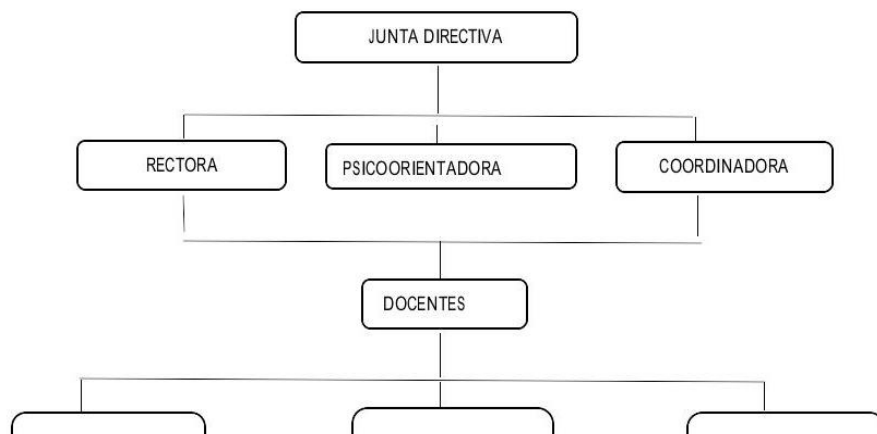 JUNTA DIRECTIVA
RECTORA
PSICOORIENTADORA
COORDINADORA
DOCENTES